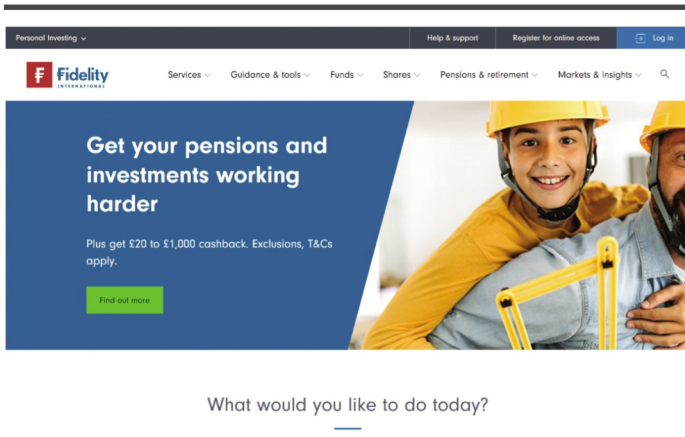 Personal Investing
Help & support
Register for online access
Log in
Fidelity
INTERNATIONAL
Services
Guidance & tools
Funds
Shares
Pensions & retirement
Markets & insights
Get your pensions and
investments working
harder
Plus get £20 to £1,000 cashback. Exclusions, T&Cs
apply.
Find out more
What would you like to do today?